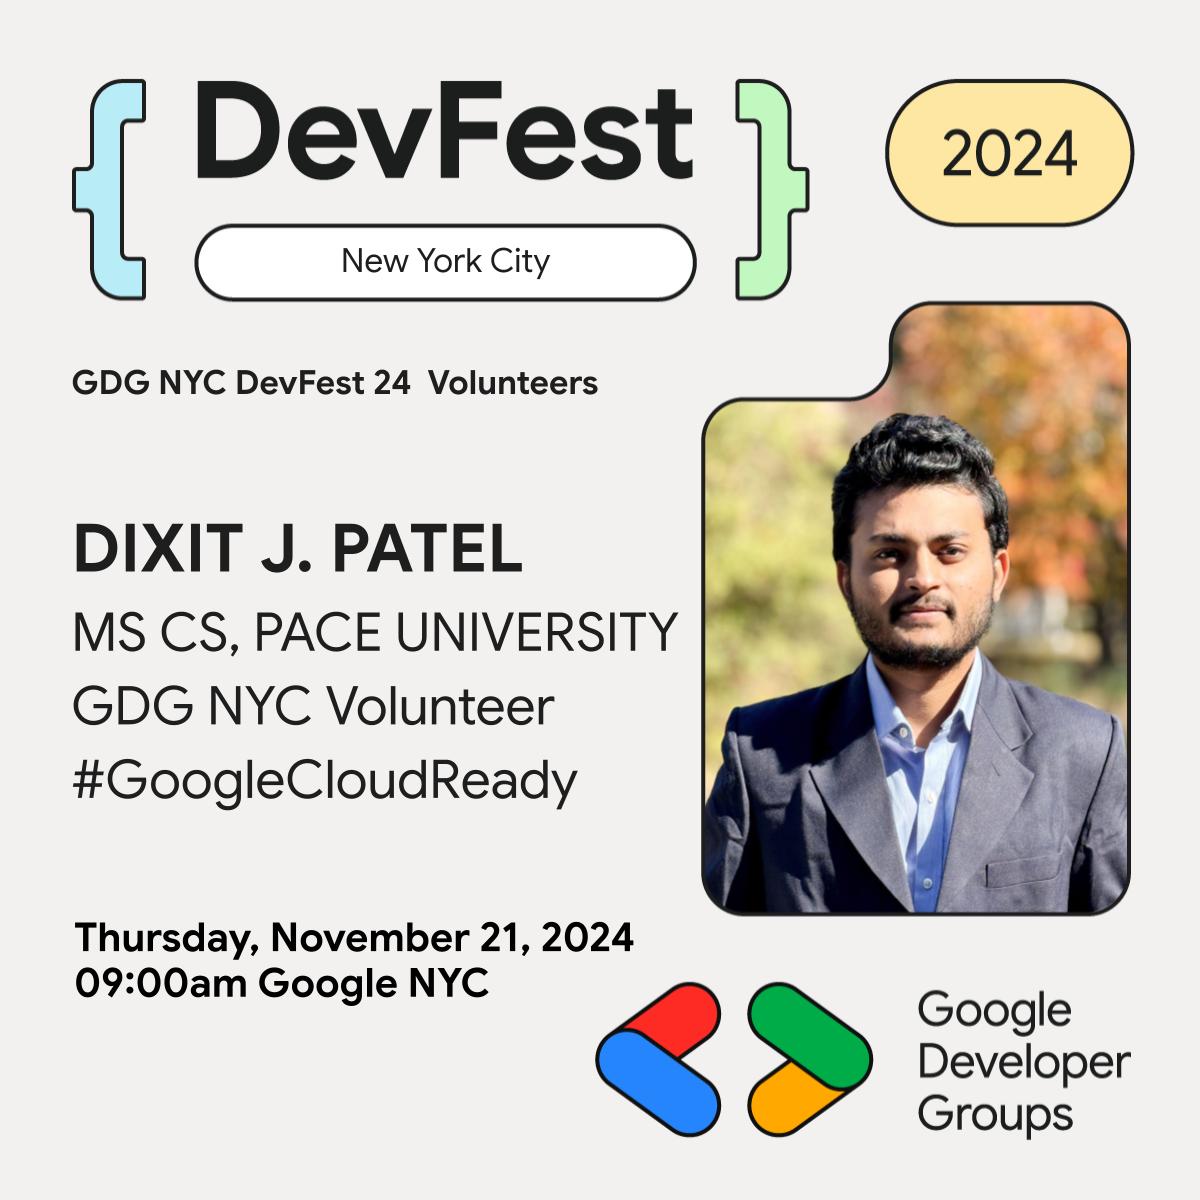 DevFest
2024
New York City
GDG NYC DevFest 24  Volunteers
DIXIT J. PATEL
MS CS, PACE UNIVERSITY
GDG NYC Volunteer
#GoogleCloudReady
Thursday, November 21, 2024
09:00am Google NYC
Google
Developer
Groups